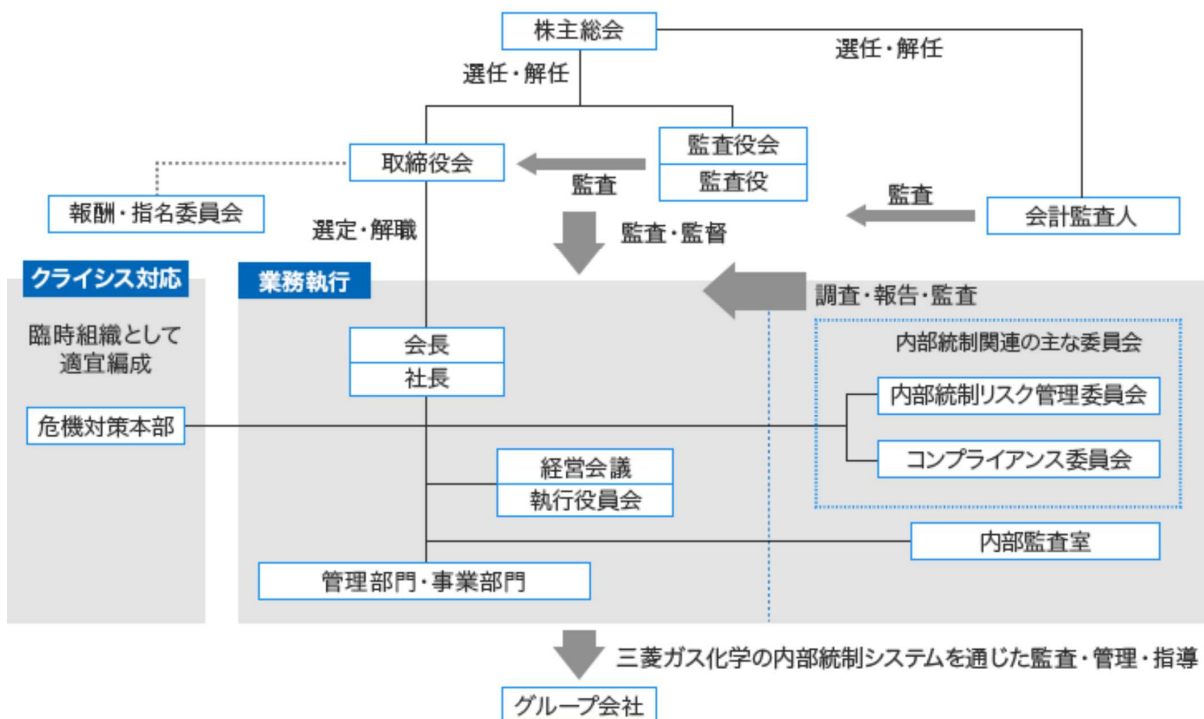 株主総会
選任・解任
選任・解任
取締役会
監査役会
監査役
監査
報酬・指名委員会
選定・解職
監査・監督
監査
会計監査人
クライシス対応
業務執行
調査・報告・監査
臨時組織として
適宜編成
会長
社長
内部統制関連の主な委員会
内部統制リスク管理委員会
危機対策本部
コンプライアンス委員会
経営会議
執行役員会
内部監査室
管理部門・事業部門
三菱ガス化学の内部統制システムを通じた監査・管理・指導
グループ会社